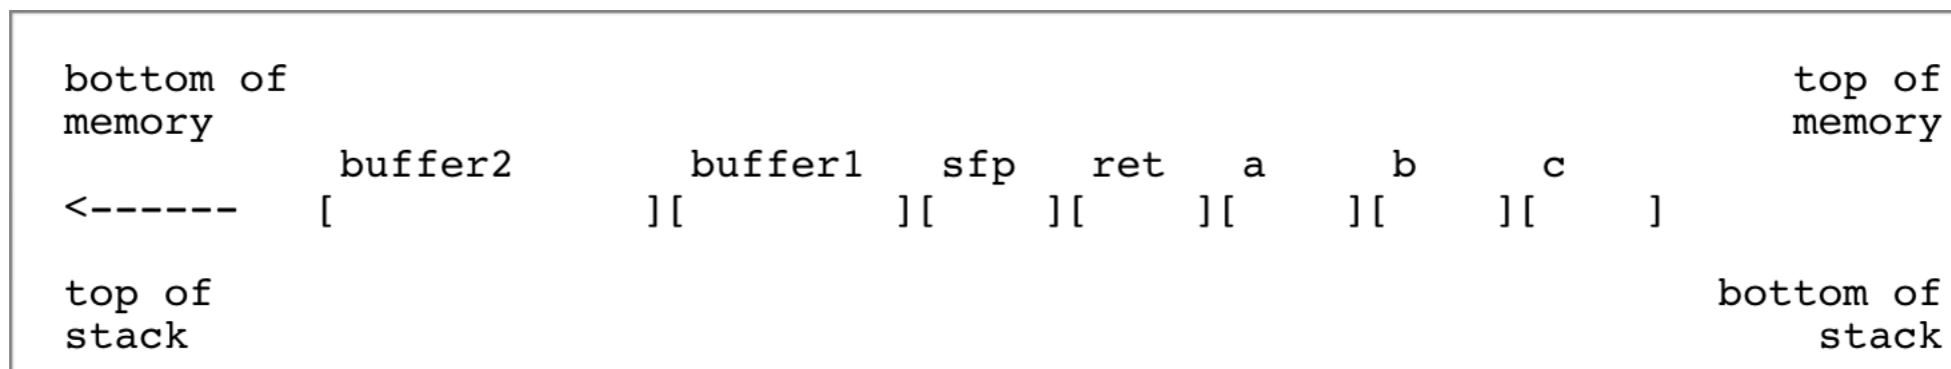 bottom of                                                            top of
memory                                                               memory
           buffer2       buffer1   sfp   ret   a     b     c
<------   [            ][        ][    ][    ][    ][    ][    ]
top of                                                            bottom of
stack                                                                 stack